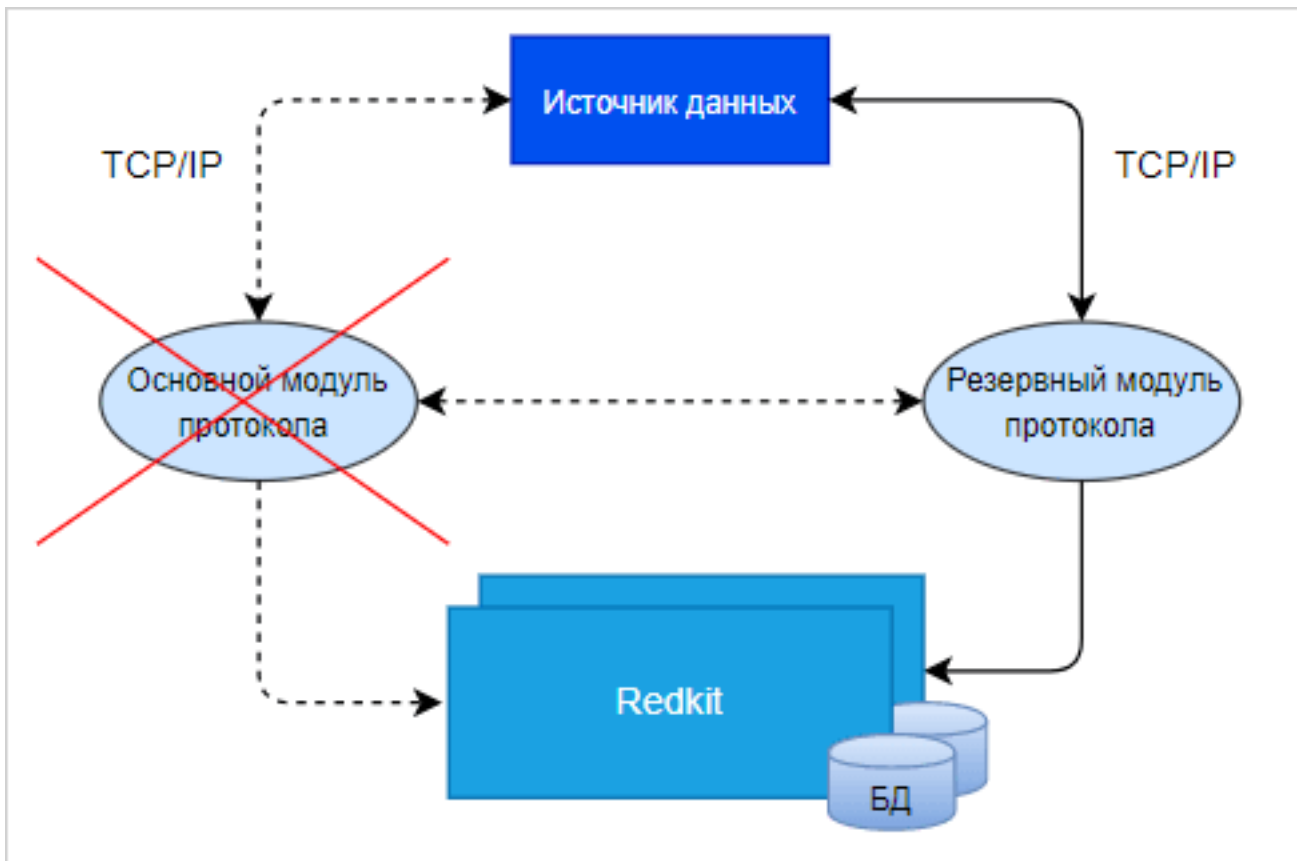 Источник данных
TCP/IP
TCP/IP
Основной модуль
протокола
Резервный модуль
протокола
Redkit
БД